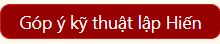 Góp ý kỹ thuật lập Hiến